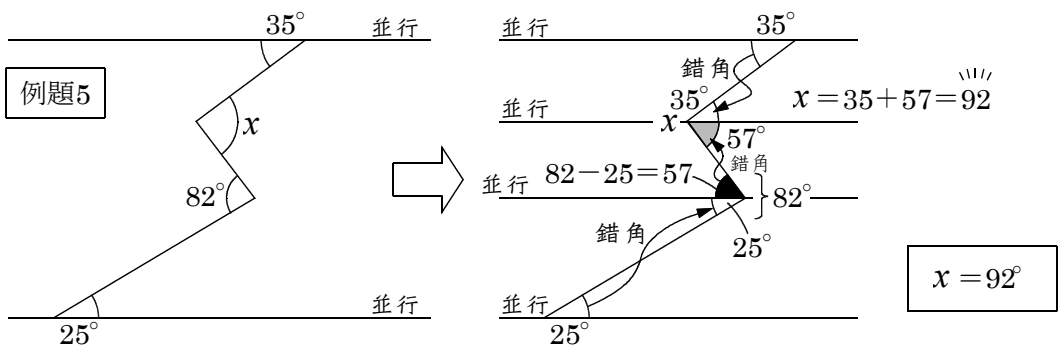 35° 並行
例題5
x
82°
25° 並行
並行 35°
錯角
並行 35° x = 35 + 57 = 92
x 57°
錯角
並行 82 − 25 = 57 82°
錯角 25°
x = 92°
並行
25°